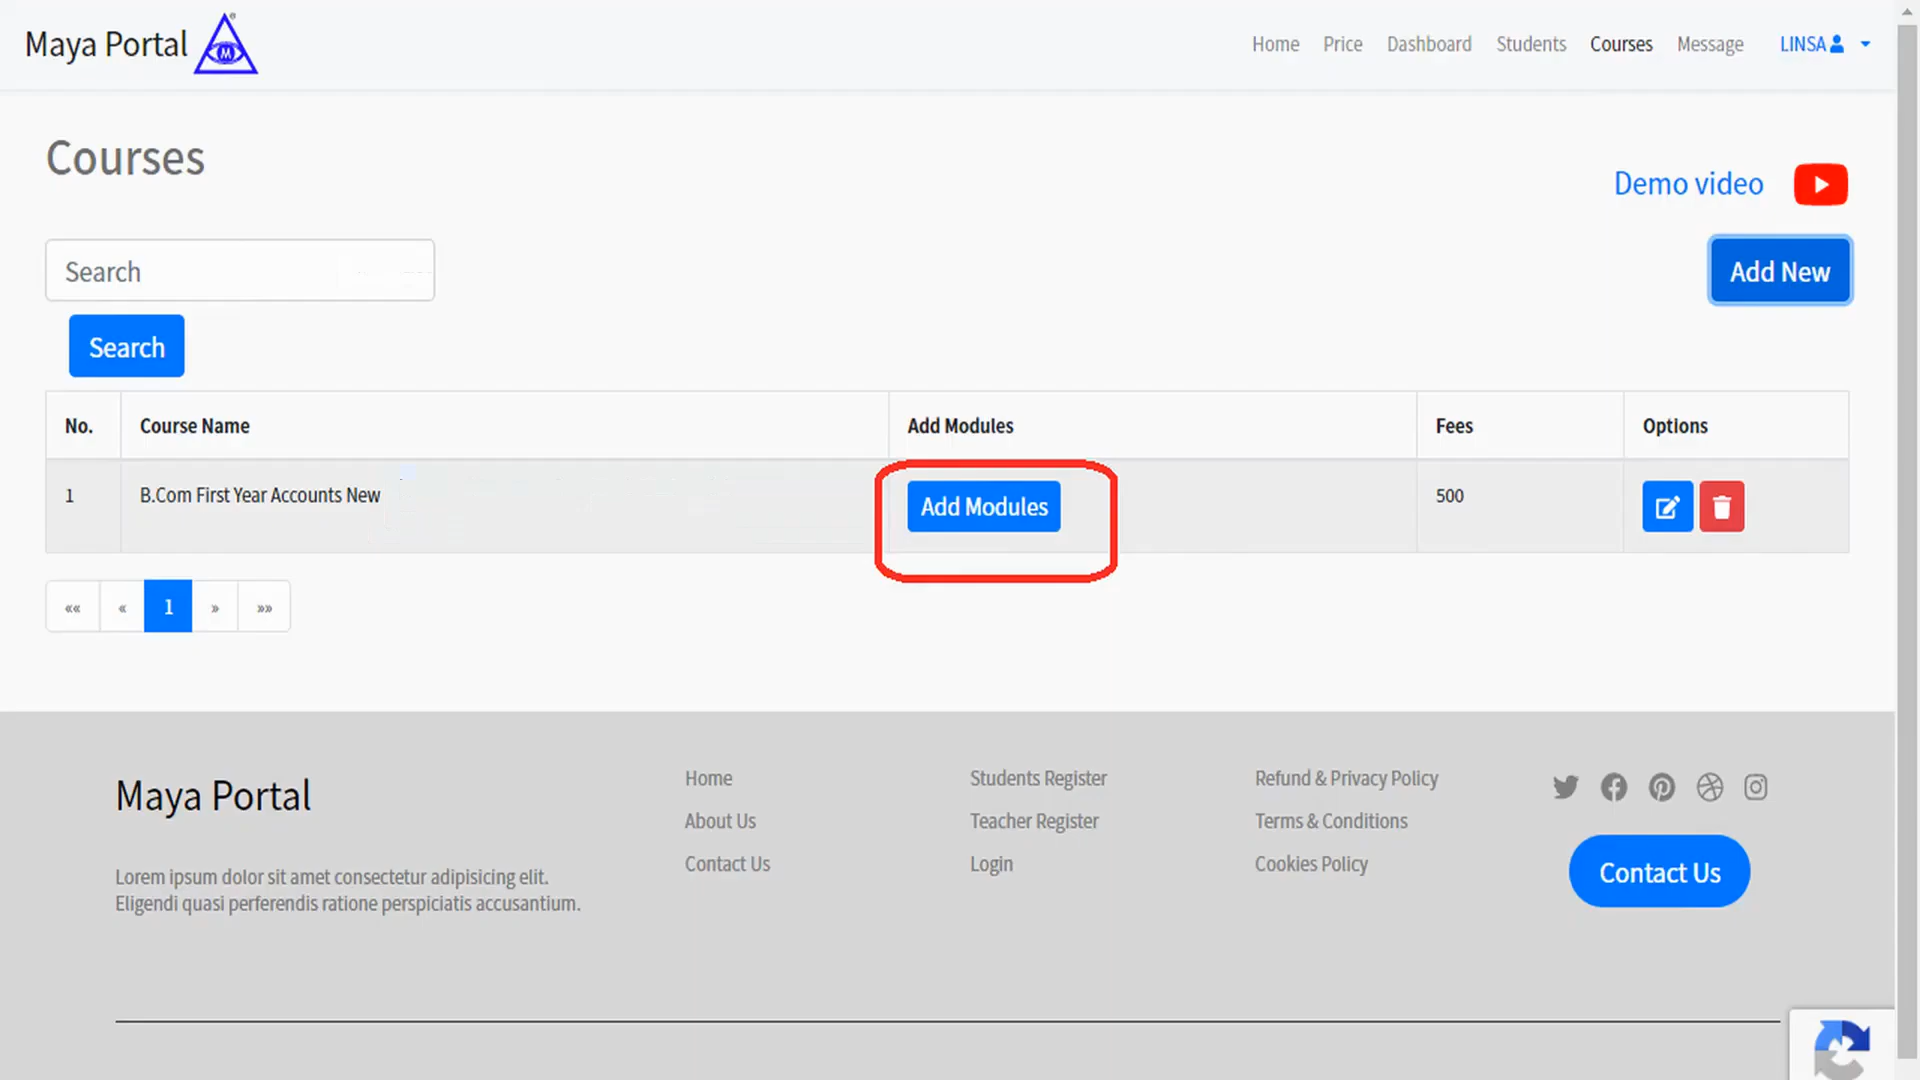 Maya Portal
M
Home Price Dashboard Students Courses Message LINSA
Courses
Demo video
Search
Add New
Search
No. Course Name Add Modules Fees Options
1 B.Com First Year Accounts New Add Modules 500
«« « 1 » »»
Maya Portal
Lorem ipsum dolor sit amet consectetur adipisicing elit.
Eligendi quasi perferendis ratione perspiciatis accusantium.
Home
About Us
Contact Us
Students Register
Teacher Register
Login
Refund & Privacy Policy
Terms & Conditions
Cookies Policy
Contact Us